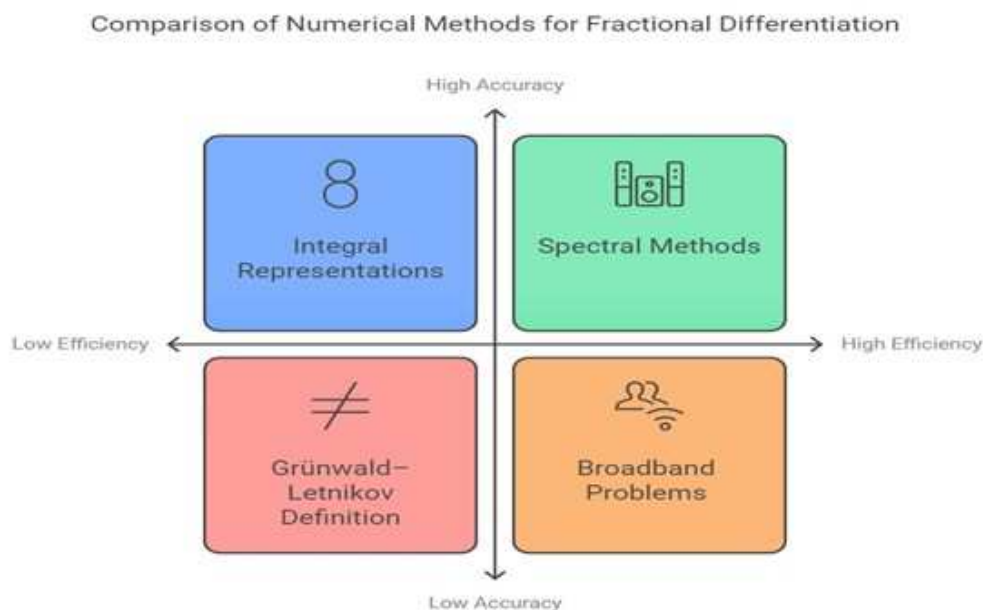 Comparison of Numerical Methods for Fractional Differentiation
High Accuracy
Integral
Representations
Spectral Methods
Low Efficiency
High Efficiency
Grünwald–
Letnikov
Definition
Broadband
Problems
Low Accuracy